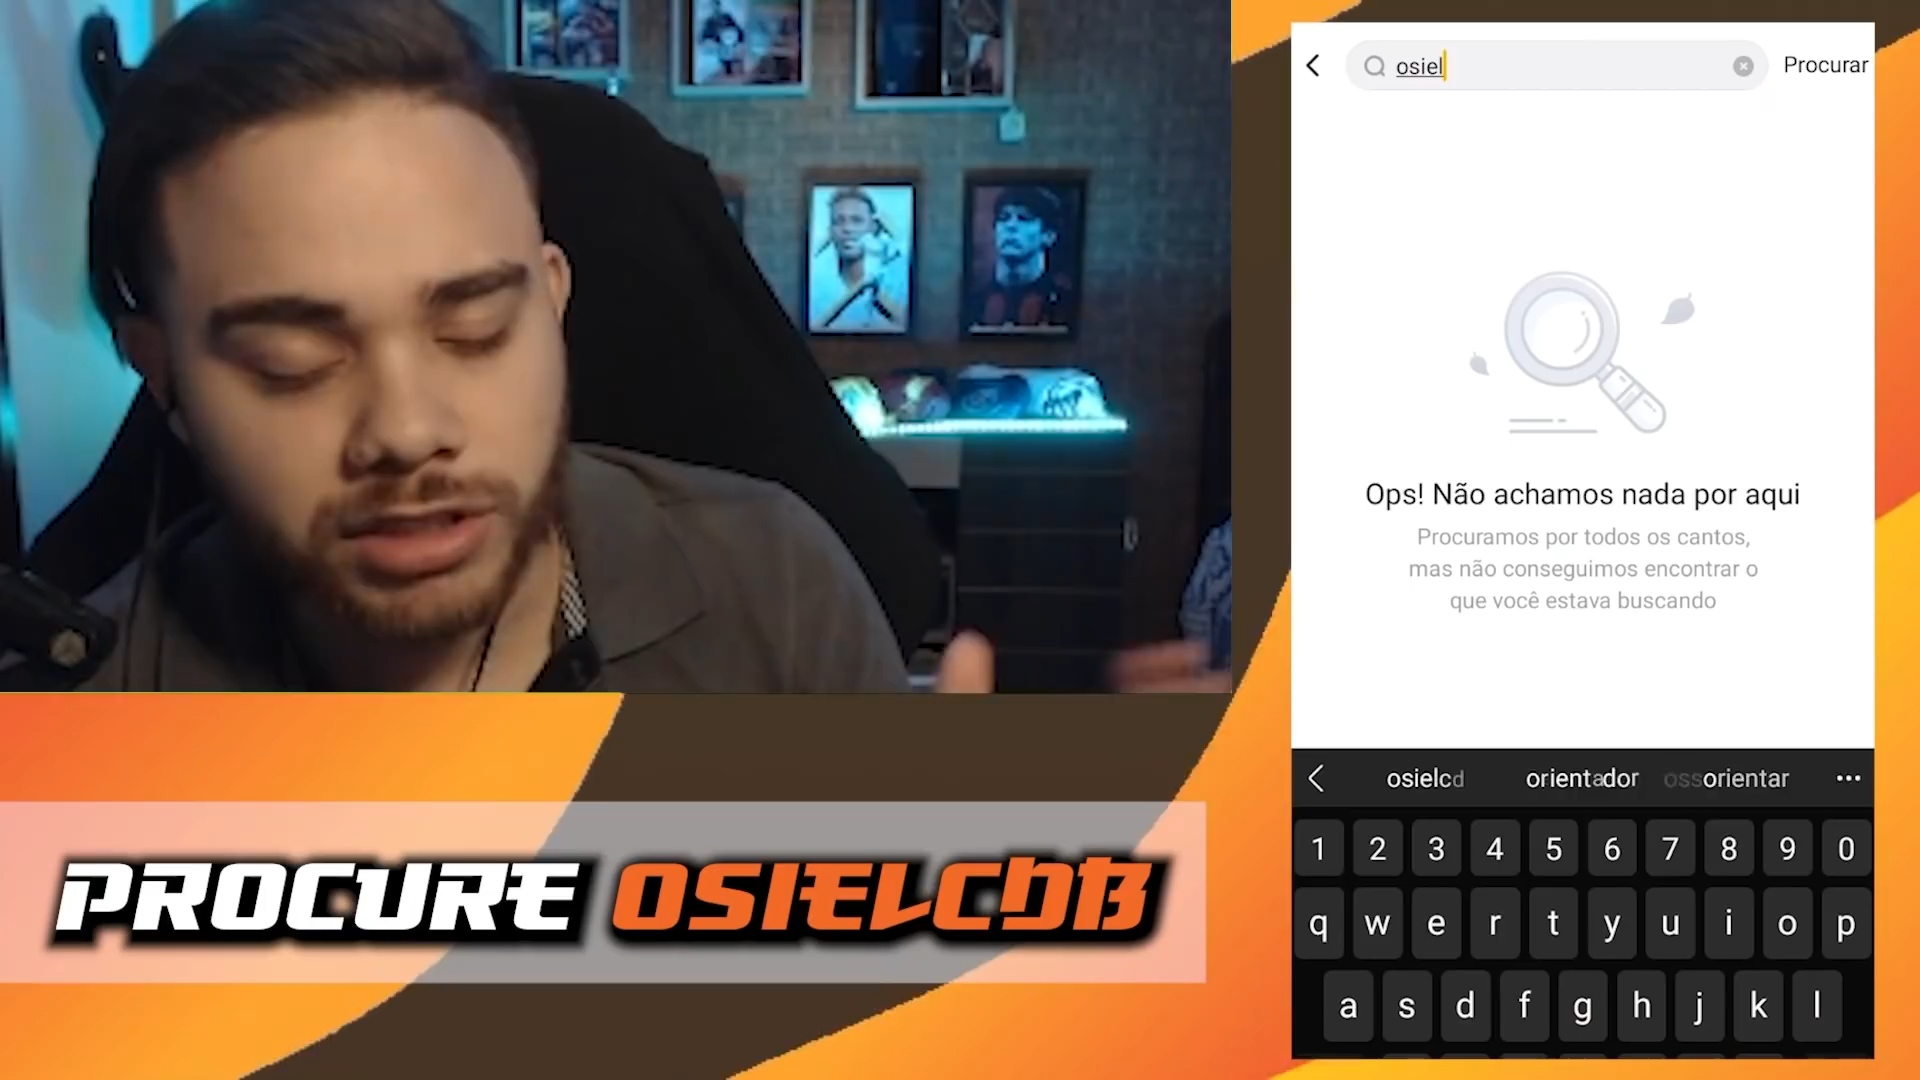 osiel
Procurar
Ops! Não achamos nada por aqui
Procuramos por todos os cantos,
mas não conseguimos encontrar o
que você estava buscando
osielcd orientador orientar
1 2 3 4 5 6 7 8 9 0
q w e r t y u i o p
a s d f g h j k l
PROCURE OSIELCDB